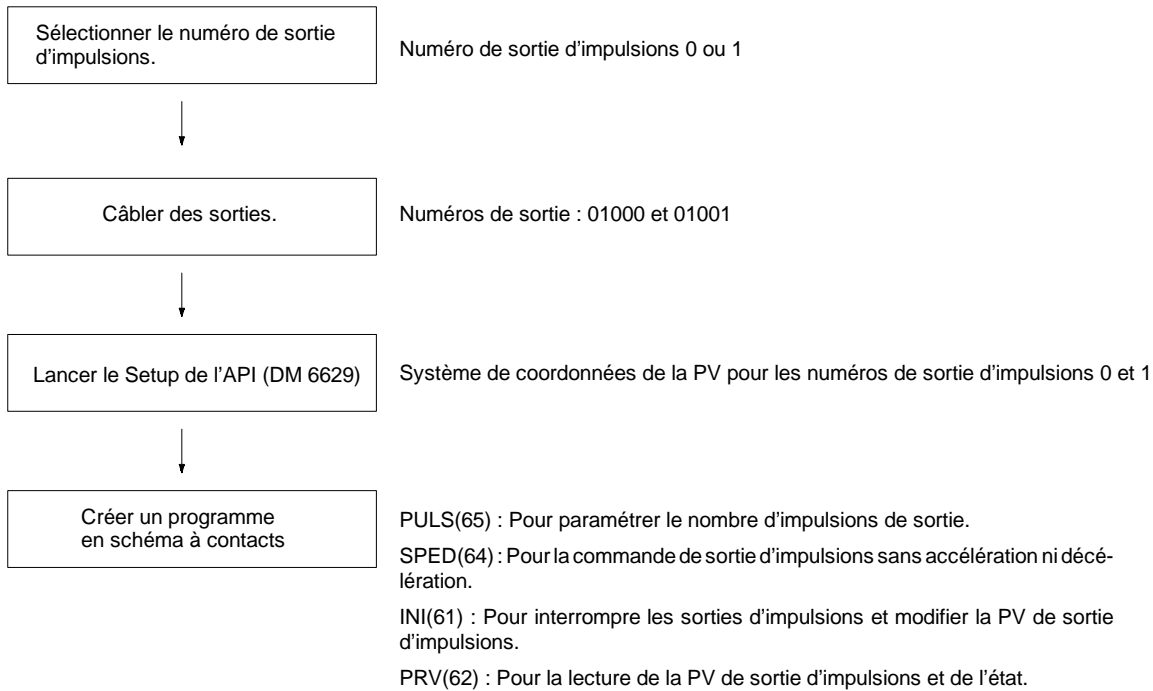 Sélectionner le numéro de sortie
d’impulsions.
Numéro de sortie d’impulsions 0 ou 1
Câbler des sorties.
Numéros de sortie : 01000 et 01001
Lancer le Setup de l’API (DM 6629)
Système de coordonnées de la PV pour les numéros de sortie d’impulsions 0 et 1
Créer un programme
en schéma à contacts
PULS(65) : Pour paramétrer le nombre d’impulsions de sortie.
SPED(64) : Pour la commande de sortie d’impulsions sans accélération ni décé-
lération.
INI(61) : Pour interrompre les sorties d’impulsions et modifier la PV de sortie
d’impulsions.
PRV(62) : Pour la lecture de la PV de sortie d’impulsions et de l’état.